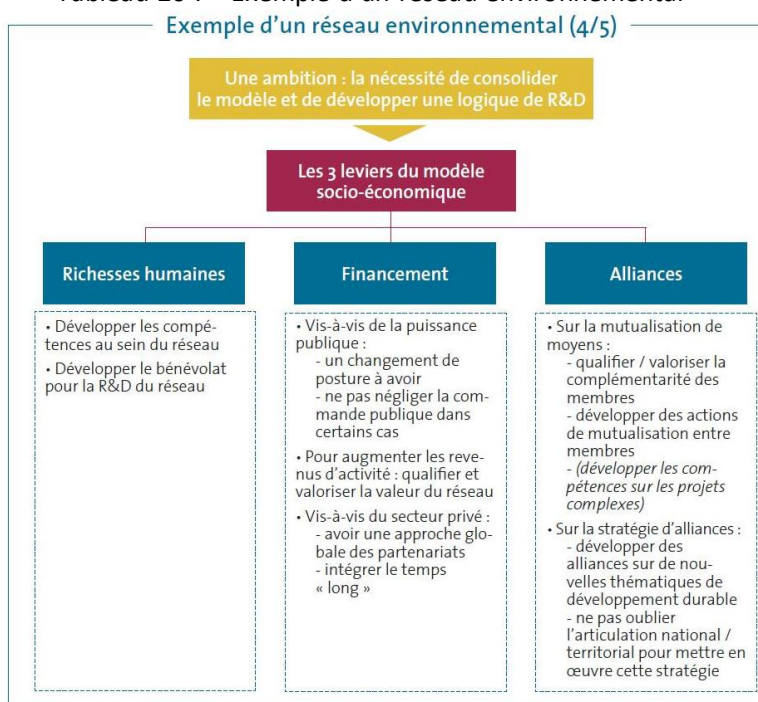 Exemple d'un réseau environnemental (4/5)
Une ambition : la nécessité de consolider
le modèle et de développer une logique de R&D
Les 3 leviers du modèle
socio-économique
Richesses humaines
• Développer les compé-
tences au sein du réseau
• Développer le bénévolat
pour la R&D du réseau
Financement
• Vis-à-vis de la puissance
publique :
- un changement de
posture à avoir
- ne pas négliger la com-
mande publique dans
certains cas
• Pour augmenter les reve-
nus d'activité : qualifier et
valoriser la valeur du réseau
• Vis-à-vis du secteur privé :
- avoir une approche glo-
bale des partenariats
- intégrer le temps
« long »
Alliances
• Sur la mutualisation de
moyens :
- qualifier / valoriser la
complémentarité des
membres
- développer des actions
de mutualisation entre
membres
- (développer les com-
pétences sur les projets
complexes)
• Sur la stratégie d'alliances :
- développer des
alliances sur de nou-
velles thématiques de
développement durable
- ne pas oublier
l'articulation national /
territorial pour mettre en
œuvre cette stratégie